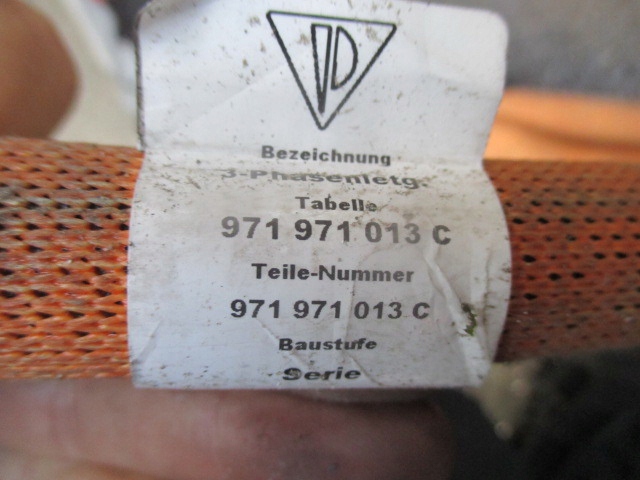 Bezeichnung
3-Phasenletg.
Tabelle
971 971 013 C
Teile-Nummer
971 971 013 C
Baustufe
Serie